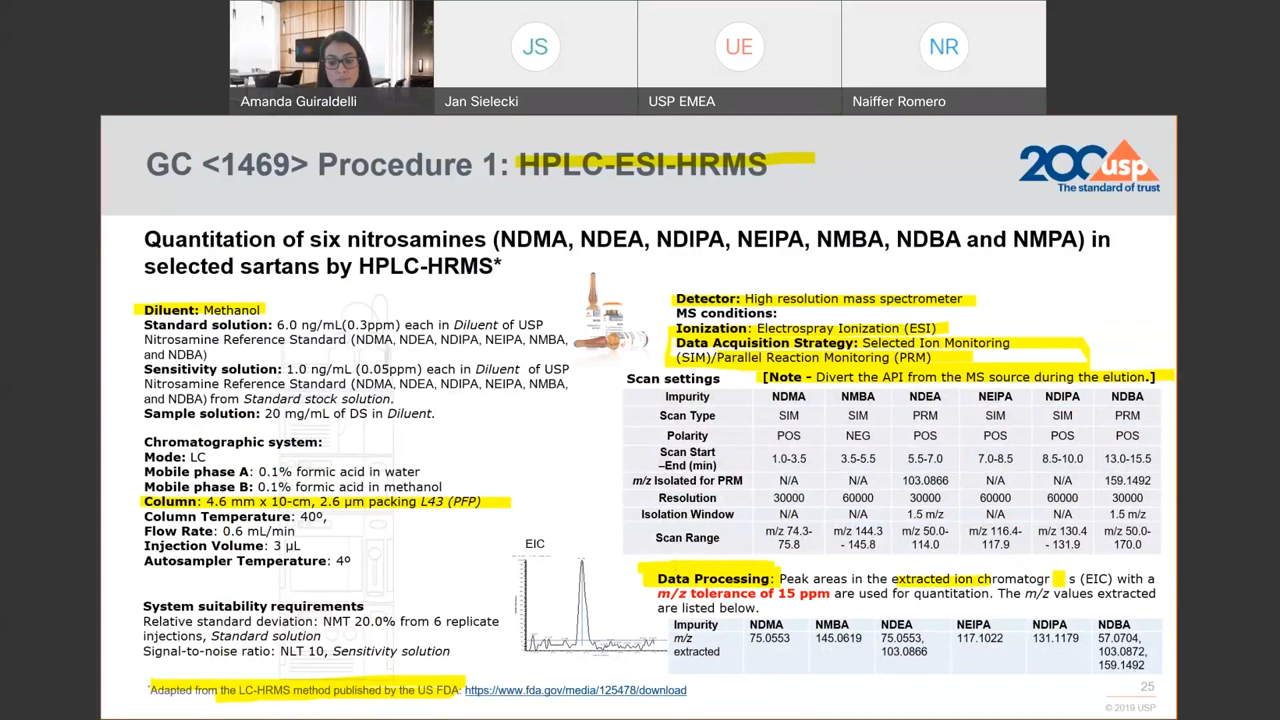 JS
UE
NR
Amanda Guiraldelli
Jan Sielecki
USP EMEA
Naiffer Romero
GC <1469> Procedure 1: HPLC-ESI-HRMS
200 usp
The standard of trust
Quantitation of six nitrosamines (NDMA, NDEA, NDIPA, NEIPA, NMBA, NDBA and NMPA) in
selected sartans by HPLC-HRMS*
Diluent: Methanol
Standard solution: 6.0 ng/mL(0.3ppm) each in Diluent of USP
Nitrosamine Reference Standard (NDMA, NDEA, NDIPA, NEIPA, NMBA,
and NDBA)
Sensitivity solution: 1.0 ng/mL (0.05ppm) each in Diluent of USP
Nitrosamine Reference Standard (NDMA, NDEA, NDIPA, NEIPA, NMBA,
and NDBA) from Standard stock solution.
Sample solution: 20 mg/mL of DS in Diluent.
Chromatographic system:
Mode: LC
Mobile phase A: 0.1% formic acid in water
Mobile phase B: 0.1% formic acid in methanol
Column: 4.6 mm x 10-cm, 2.6 µm packing L43 (PFP)
Column Temperature: 40º,
Flow Rate: 0.6 mL/min
Injection Volume: 3 µL
Autosampler Temperature: 4º
System suitability requirements
Relative standard deviation: NMT 20.0% from 6 replicate
injections, Standard solution
Signal-to-noise ratio: NLT 10, Sensitivity solution
EIC
Detector: High resolution mass spectrometer
MS conditions:
Ionization: Electrospray Ionization (ESI)
Data Acquisition Strategy: Selected Ion Monitoring
(SIM)/Parallel Reaction Monitoring (PRM)
Scan settings [Note - Divert the API from the MS source during the elution.]
Impurity NDMA NMBA NDEA NEIPA NDIPA NDBA
Scan Type SIM SIM PRM SIM SIM PRM
Polarity POS NEG POS POS POS POS
Scan Start
–End (min) 1.0-3.5 3.5-5.5 5.5-7.0 7.0-8.5 8.5-10.0 13.0-15.5
m/z Isolated for PRM N/A N/A 103.0866 N/A N/A 159.1492
Resolution 30000 60000 30000 60000 60000 30000
Isolation Window N/A N/A 1.5 m/z N/A N/A 1.5 m/z
Scan Range m/z 74.3- m/z 144.3 m/z 50.0- m/z 116.4- m/z 130.4 m/z 50.0-
75.8 - 145.8 114.0 117.9 - 131.9 170.0
Data Processing: Peak areas in the extracted ion chromatogr s (EIC) with a
m/z tolerance of 15 ppm are used for quantitation. The m/z values extracted
are listed below.
Impurity NDMA NMBA NDEA NEIPA NDIPA NDBA
m/z 75.0553 145.0619 75.0553, 117.1022 131.1179 57.0704,
extracted 103.0866 103.0872,
159.1492
*Adapted from the LC-HRMS method published by the US FDA: https://www.fda.gov/media/125478/download
25
© 2019 USP